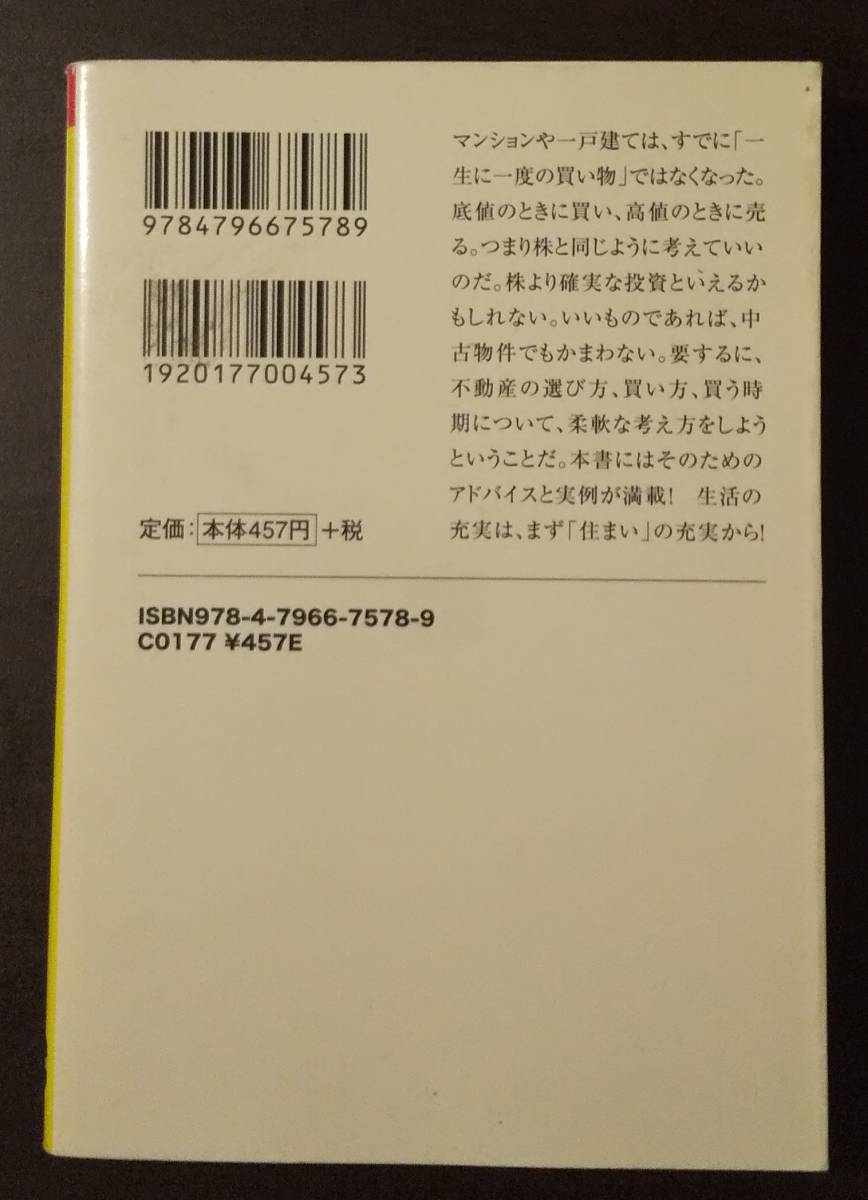 9784796675789
1920177004573
定価：本体457円+税
ISBN978-4-7966-7578-9
C0177 ¥457E
マンションや一戸建ては、すでに「一
生に一度の買い物」ではなくなった。
底値のときに買い、高値のときに売
る。つまり株と同じように考えていい
のだ。株より確実な投資といえるか
もしれない。いいものであれば、中
古物件でもかまわない。要するに、
不動産の選び方、買い方、買う時
期について、柔軟な考え方をしよう
ということだ。本書にはそのための
アドバイスと実例が満載！　生活の
充実は、まず「住まい」の充実から！